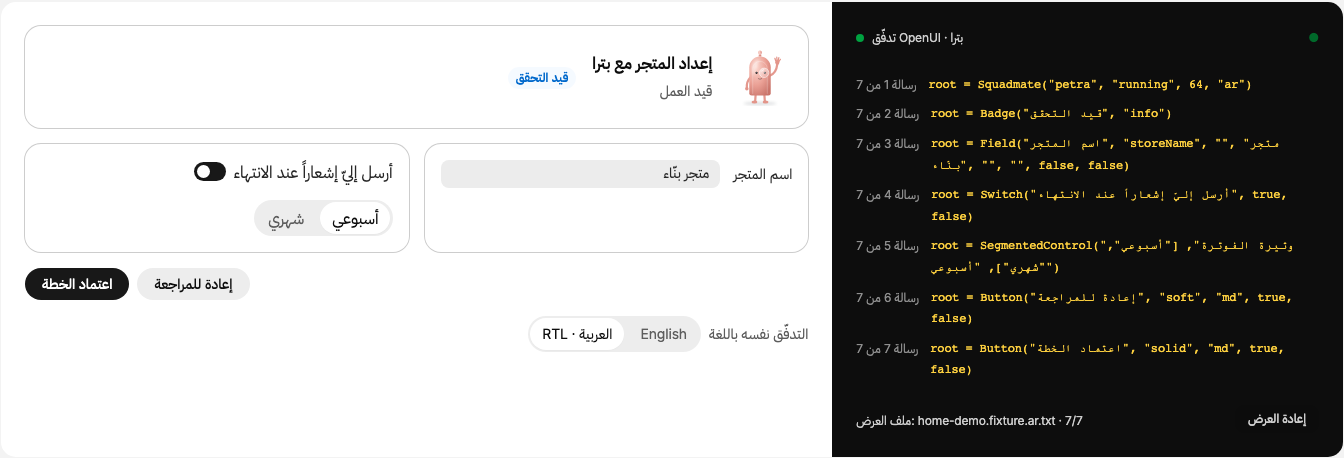 إعداد المتجر مع بترا
قيد التحقق
قيد العمل
اسم المتجر
متجر بنّاء
أرسل إليّ إشعاراً عند الانتهاء
أسبوعي
شهري
إعادة للمراجعة
اعتماد الخطة
التدفّق نفسه باللغة
English
العربية · RTL
تدفّق OpenUI · بترا
رسالة 1 من 7
root = Squadmate("petra", "running", 64, "ar")
رسالة 2 من 7
root = Badge("قيد التحقق", "info")
رسالة 3 من 7
root = Field("اسم المتجر", "storeName", "", "متجر
بنّاء", "", "", false, false)
رسالة 4 من 7
root = Switch("أرسل إليّ إشعاراً عند الانتهاء", true,
false)
رسالة 5 من 7
root = SegmentedControl("وتيرة الفوترة", ["أسبوعي",
"شهري"], "أسبوعي")
رسالة 6 من 7
root = Button("إعادة للمراجعة", "soft", "md", true,
false)
رسالة 7 من 7
root = Button("اعتماد الخطة", "solid", "md", true,
false)
ملف العرض: home-demo.fixture.ar.txt · 7/7
إعادة العرض